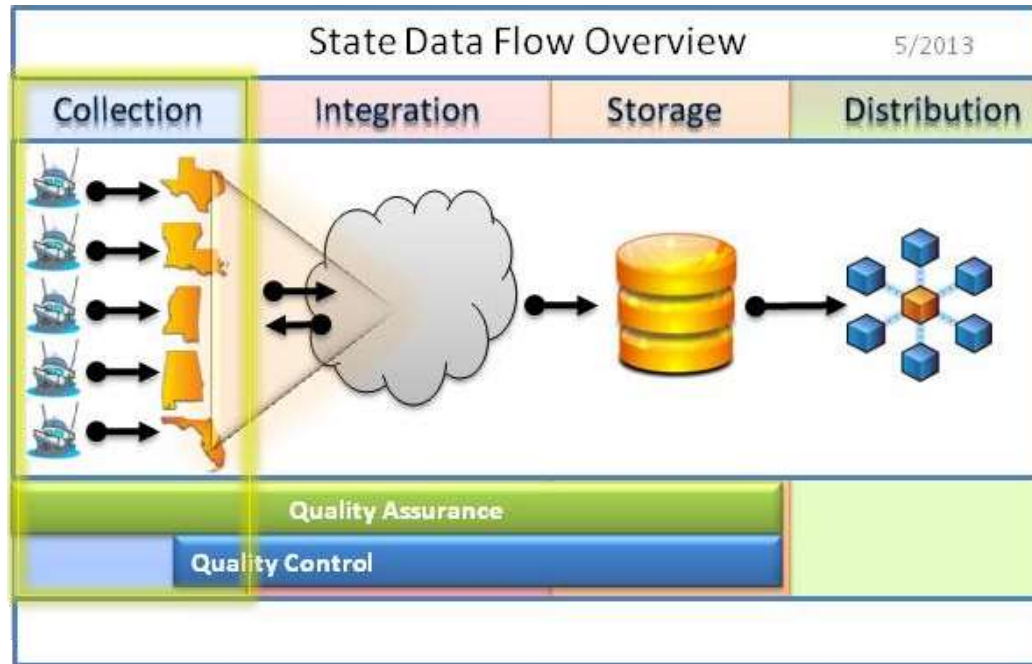 State Data Flow Overview 5/2013
Collection Integration Storage Distribution
Quality Assurance
Quality Control